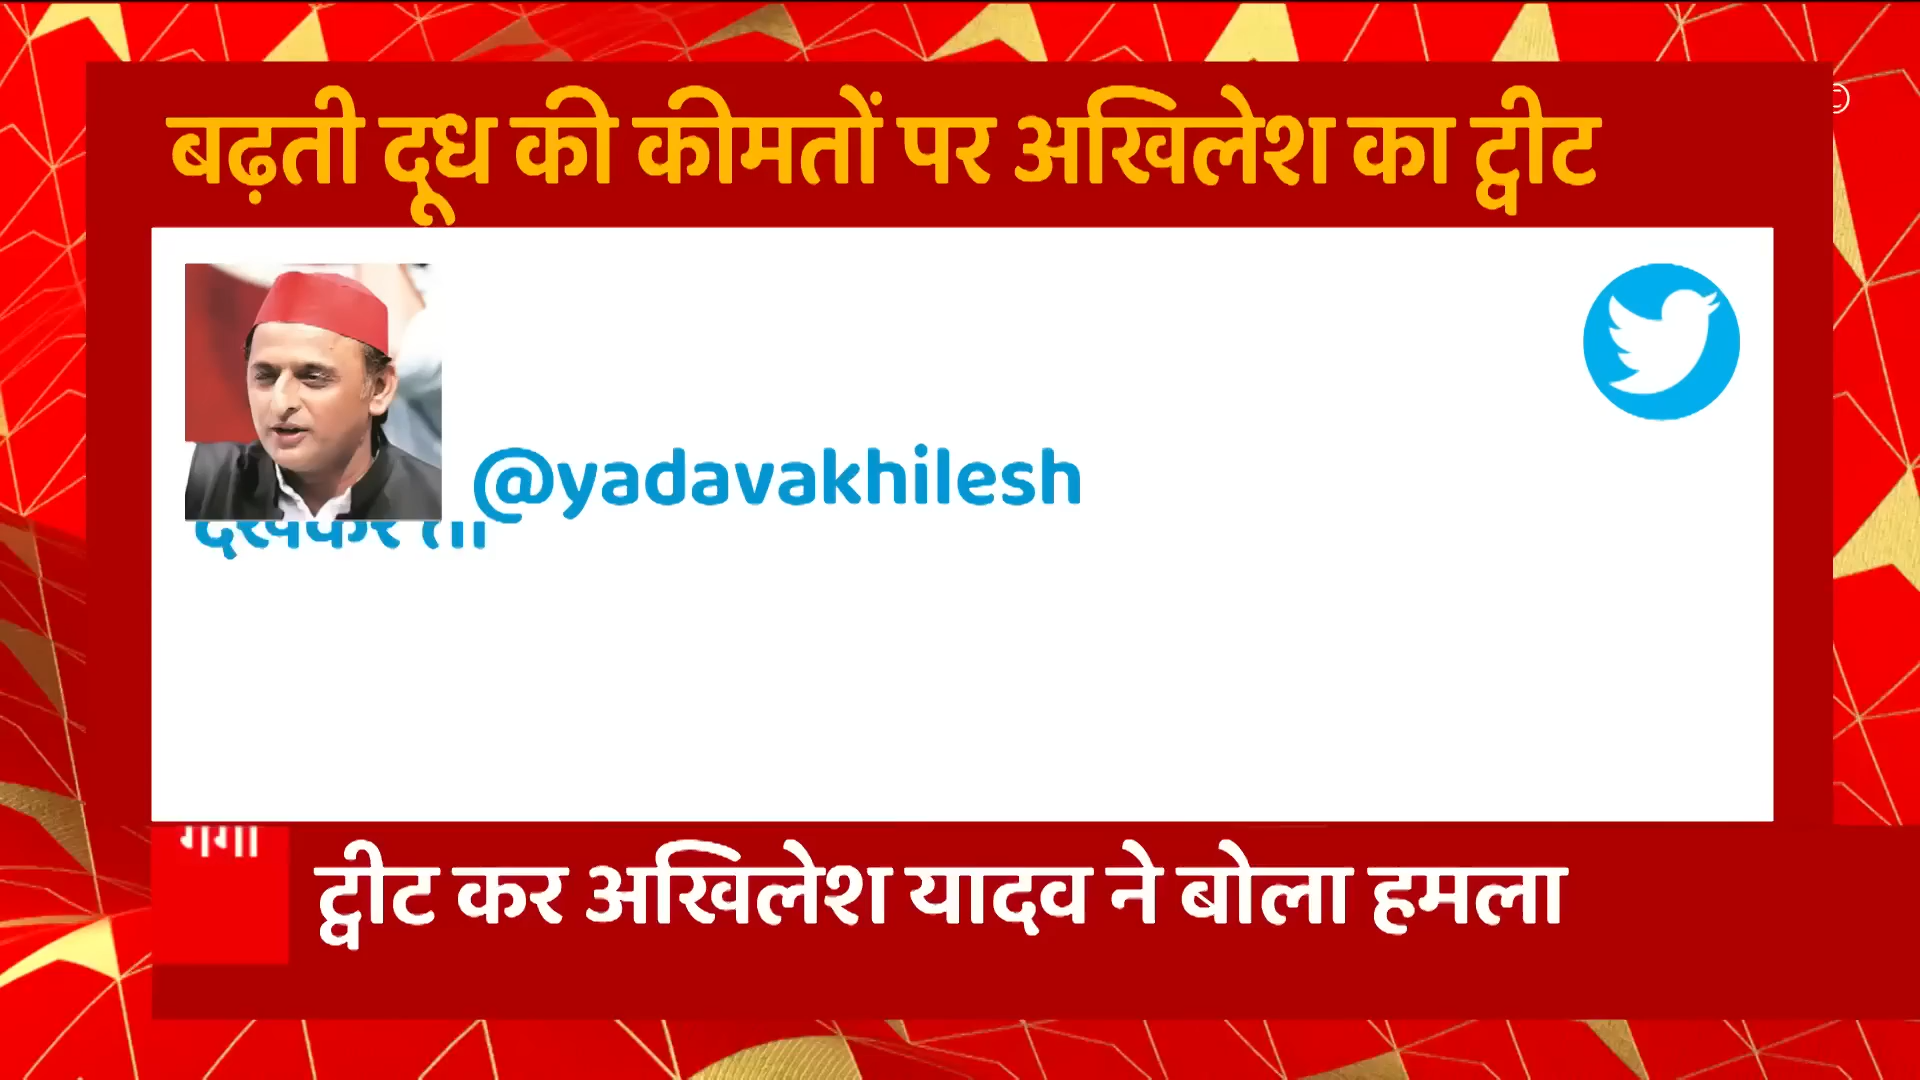 बढ़ती दूध की कीमतों पर अखिलेश का ट्वीट
©
@yadavakhilesh
ट्वीट कर अखिलेश यादव ने बोला हमला